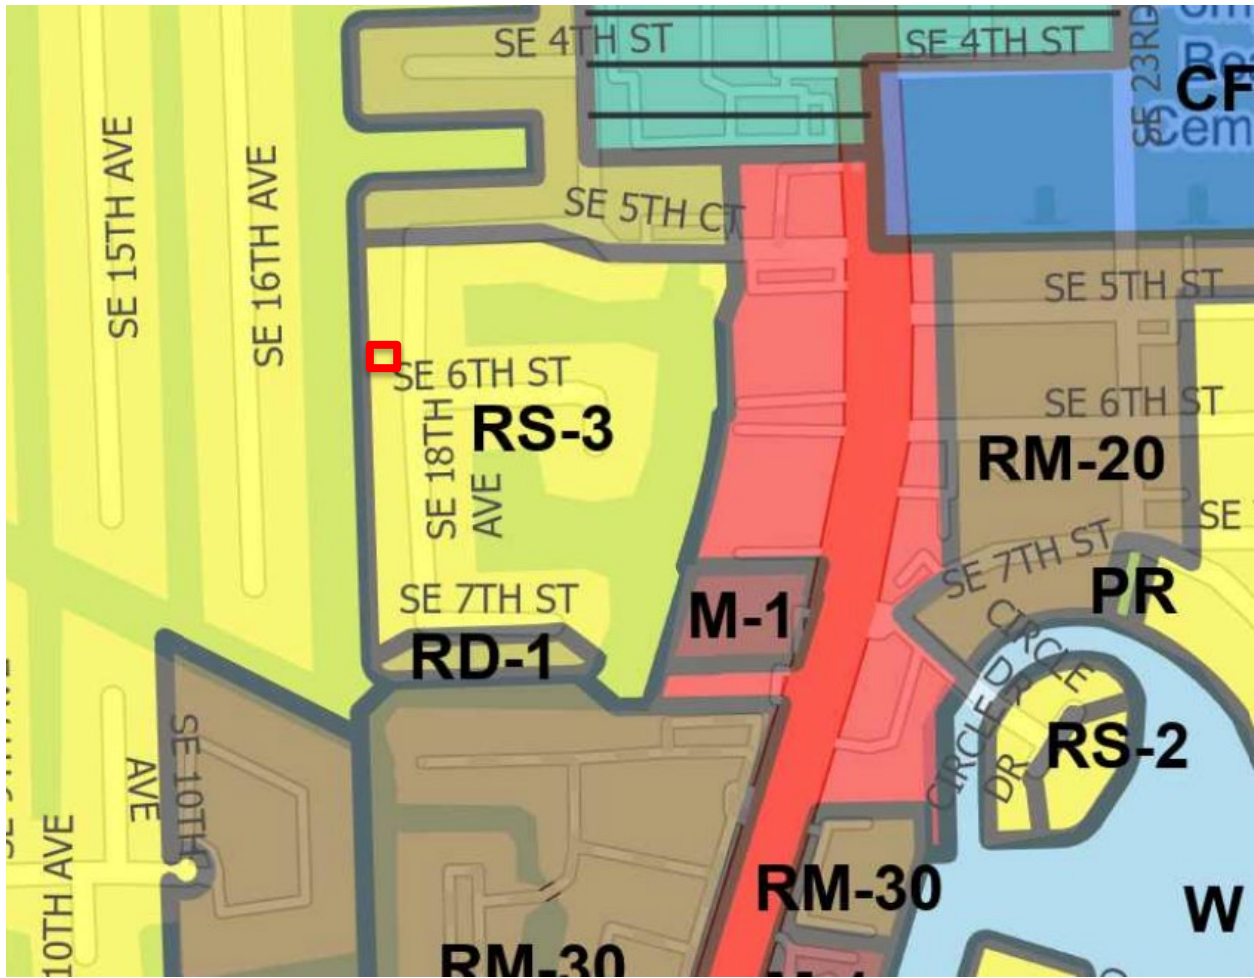 SE 4TH ST
SE 4TH ST
SE 23RD
CF
Cem
SE 15TH AVE
SE 16TH AVE
SE 5TH CT
SE 5TH ST
SE 6TH ST
SE 6TH ST
RS-3
SE 18TH
AVE
RM-20
SE
SE 7TH ST
SE 7TH ST
PR
M-1
RD-1
CIRCLE
CIRCLE DR
RS-2
CIRCLE
DR
SE 10TH
AVE
10TH AVE
RM-30
W
RM-30